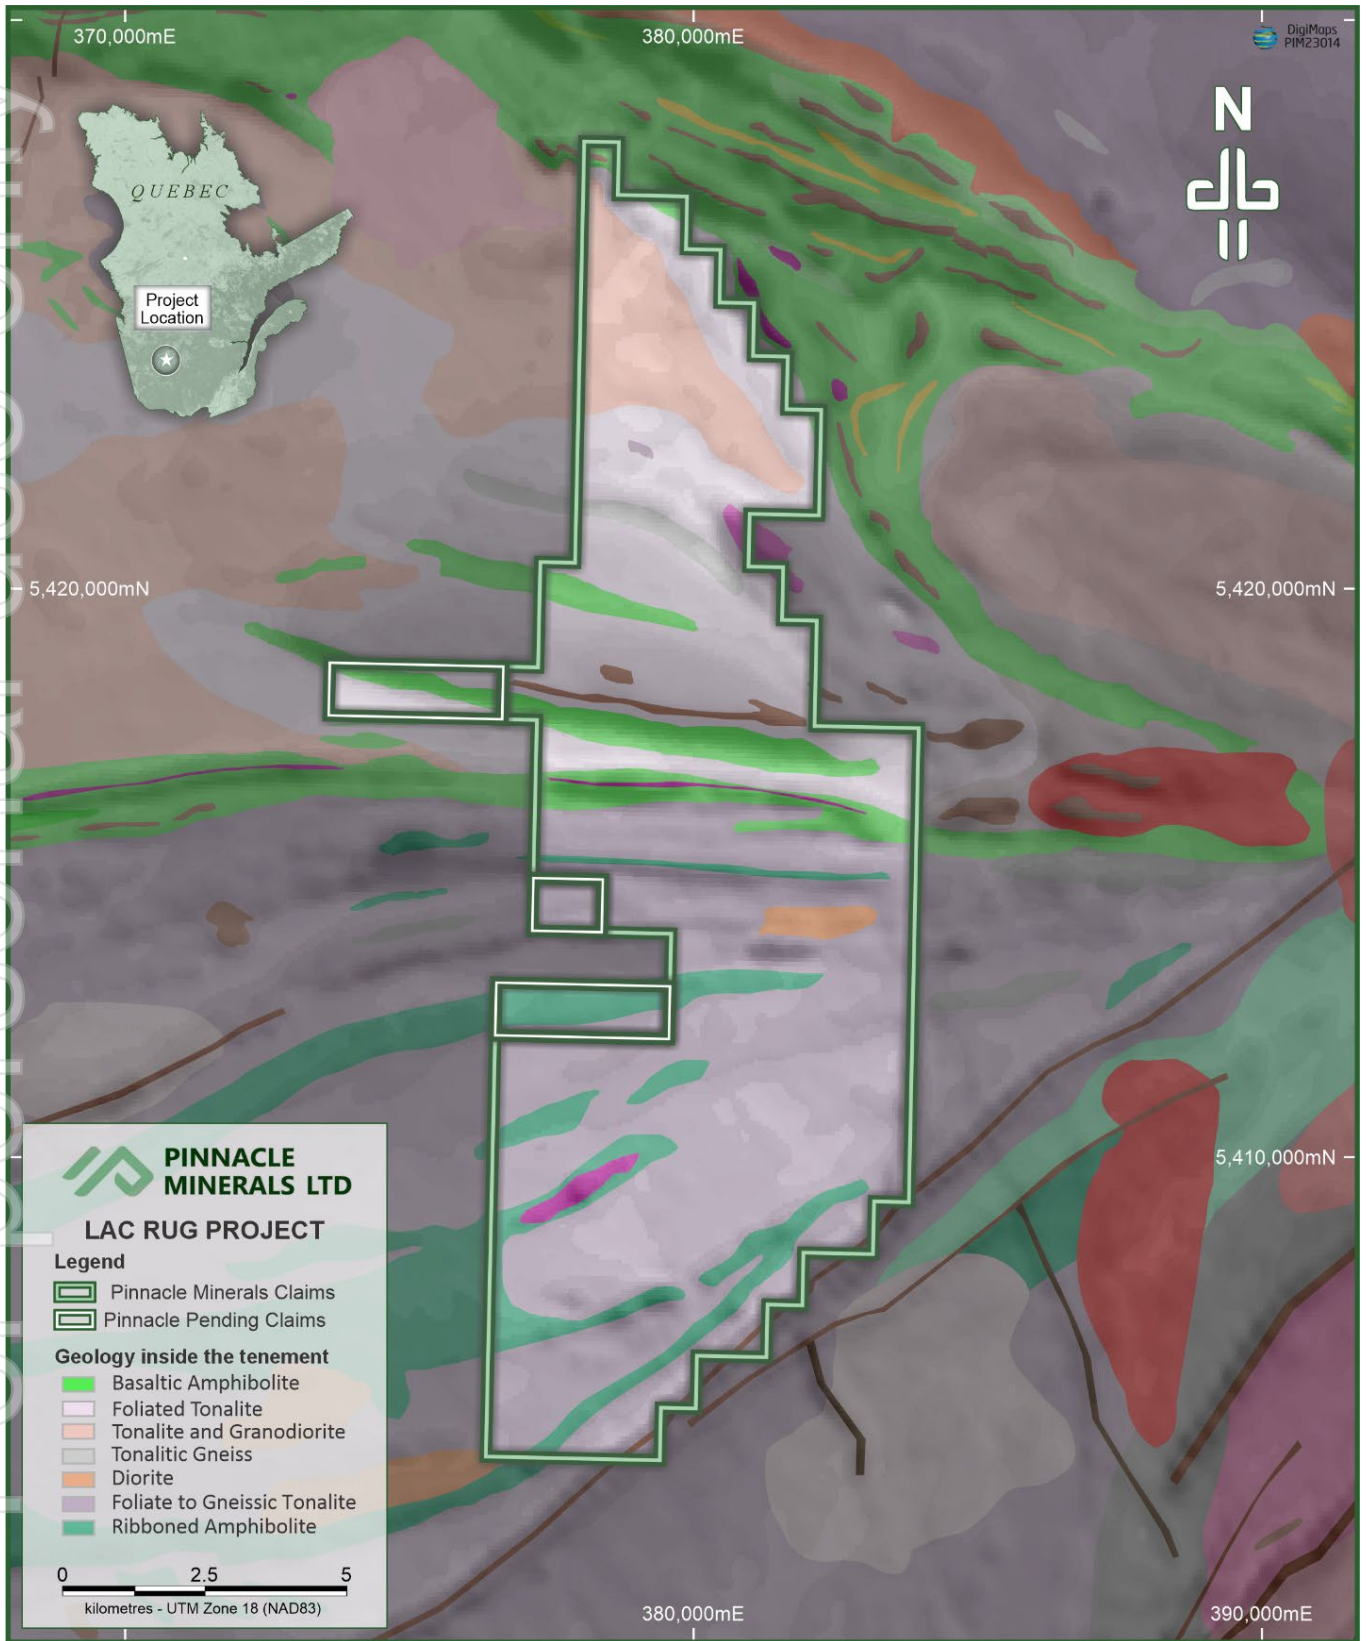 370,000mE
380,000mE
DigiMaps
PIM23014
N
QUEBEC
Project
Location
5,420,000mN
5,420,000mN
5,410,000mN
PINNACLE
MINERALS LTD
LAC RUG PROJECT
Legend
Pinnacle Minerals Claims
Pinnacle Pending Claims
Geology inside the tenement
Basaltic Amphibolite
Foliated Tonalite
Tonalite and Granodiorite
Tonalitic Gneiss
Diorite
Foliate to Gneissic Tonalite
Ribboned Amphibolite
0 2.5 5
kilometres - UTM Zone 18 (NAD83)
380,000mE
390,000mE